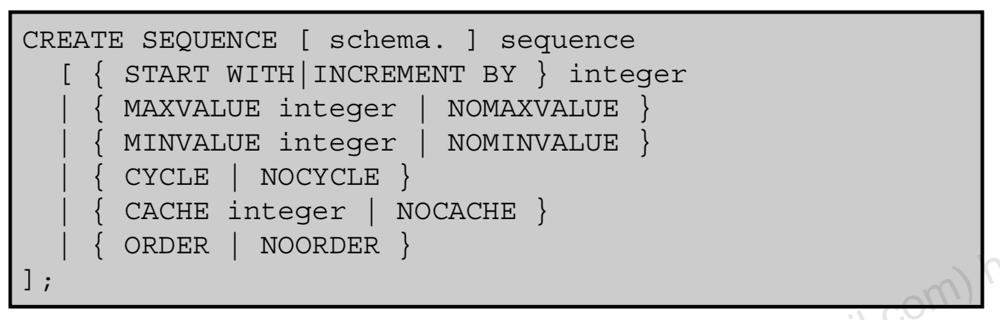 CREATE SEQUENCE [ schema. ] sequence
[ { START WITH|INCREMENT BY } integer
| { MAXVALUE integer | NOMAXVALUE }
| { MINVALUE integer | NOMINVALUE }
| { CYCLE | NOCYCLE }
| { CACHE integer | NOCACHE }
| { ORDER | NOORDER }
];